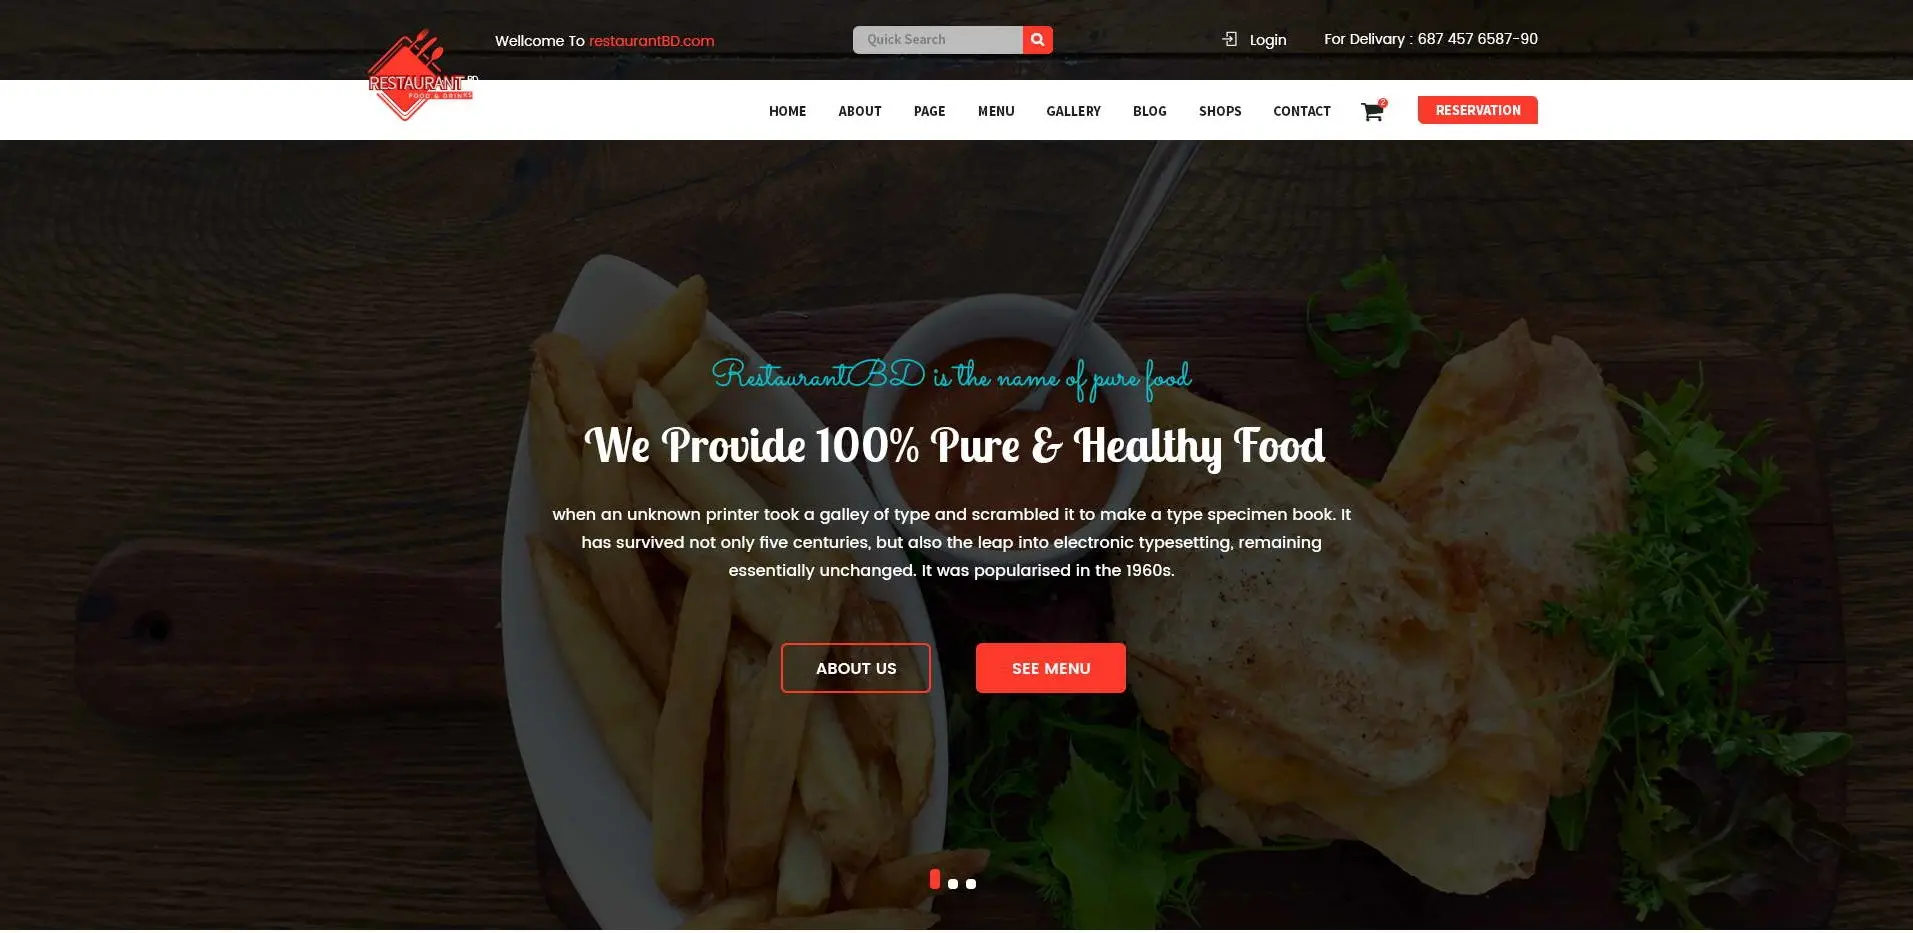 Wellcome To restaurantBD.com
Quick Search
Login
For Delivary : 687 457 6587-90
RESTAURANT BD
FOOD & DRINKS
HOME ABOUT PAGE MENU GALLERY BLOG SHOPS CONTACT 2 RESERVATION
RestaurantBD is the name of pure food
We Provide 100% Pure & Healthy Food
when an unknown printer took a galley of type and scrambled it to make a type specimen book. It
has survived not only five centuries, but also the leap into electronic typesetting, remaining
essentially unchanged. It was popularised in the 1960s.
ABOUT US
SEE MENU